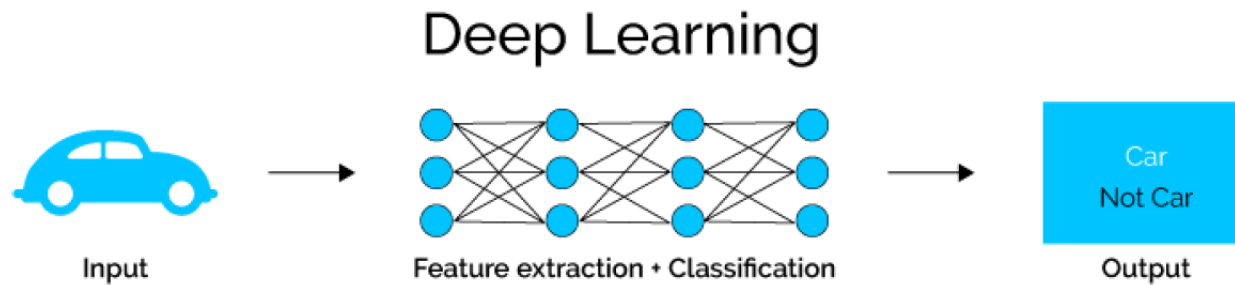 Deep Learning
Car
Not Car
Input
Feature extraction + Classification
Output